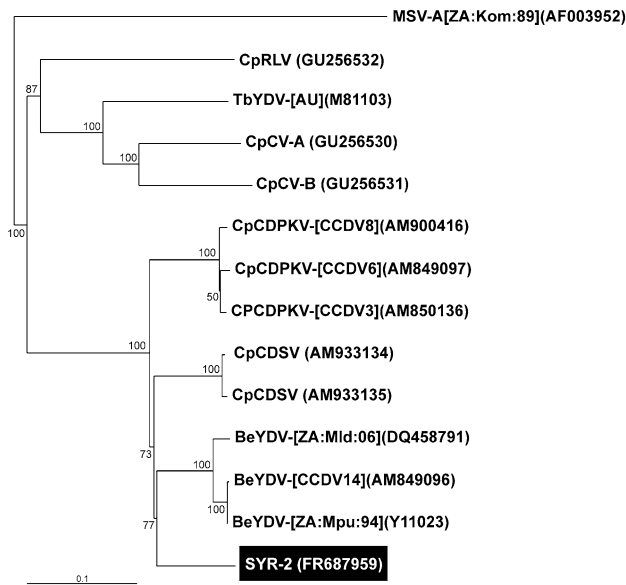 MSV-A[ZA:Kom:89](AF003952)
CpRLV (GU256532)
87
TbYDV-[AU](M81103)
100
CpCV-A (GU256530)
100
CpCV-B (GU256531)
CpCDPKV-[CCDV8](AM900416)
100
100
CpCDPKV-[CCDV6](AM849097)
50
CPCDPKV-[CCDV3](AM850136)
100
CpCDSV (AM933134)
100
CpCDSV (AM933135)
BeYDV-[ZA:Mld:06](DQ458791)
73
100
BeYDV-[CCDV14](AM849096)
100
BeYDV-[ZA:Mpu:94](Y11023)
77
SYR-2 (FR687959)
0.1